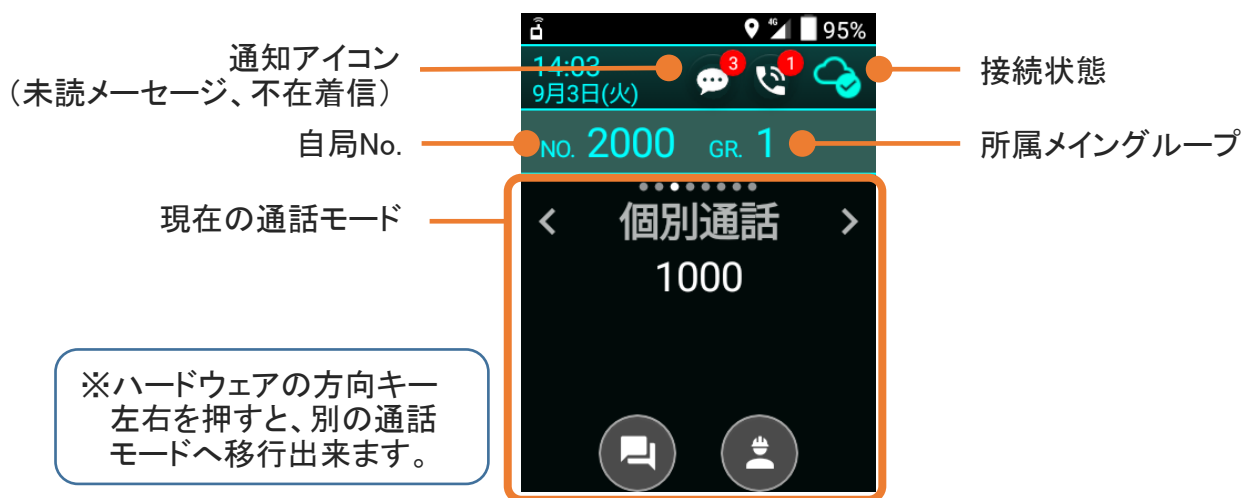 通知アイコン
（未読メーセージ、不在着信）
自局No.
現在の通話モード
※ハードウェアの方向キー
左右を押すと、別の通話
モードへ移行出来ます。
4G 95%
14:03
9月3日(火)
3
1
NO. 2000 GR. 1
個別通話
1000
接続状態
所属メイングループ